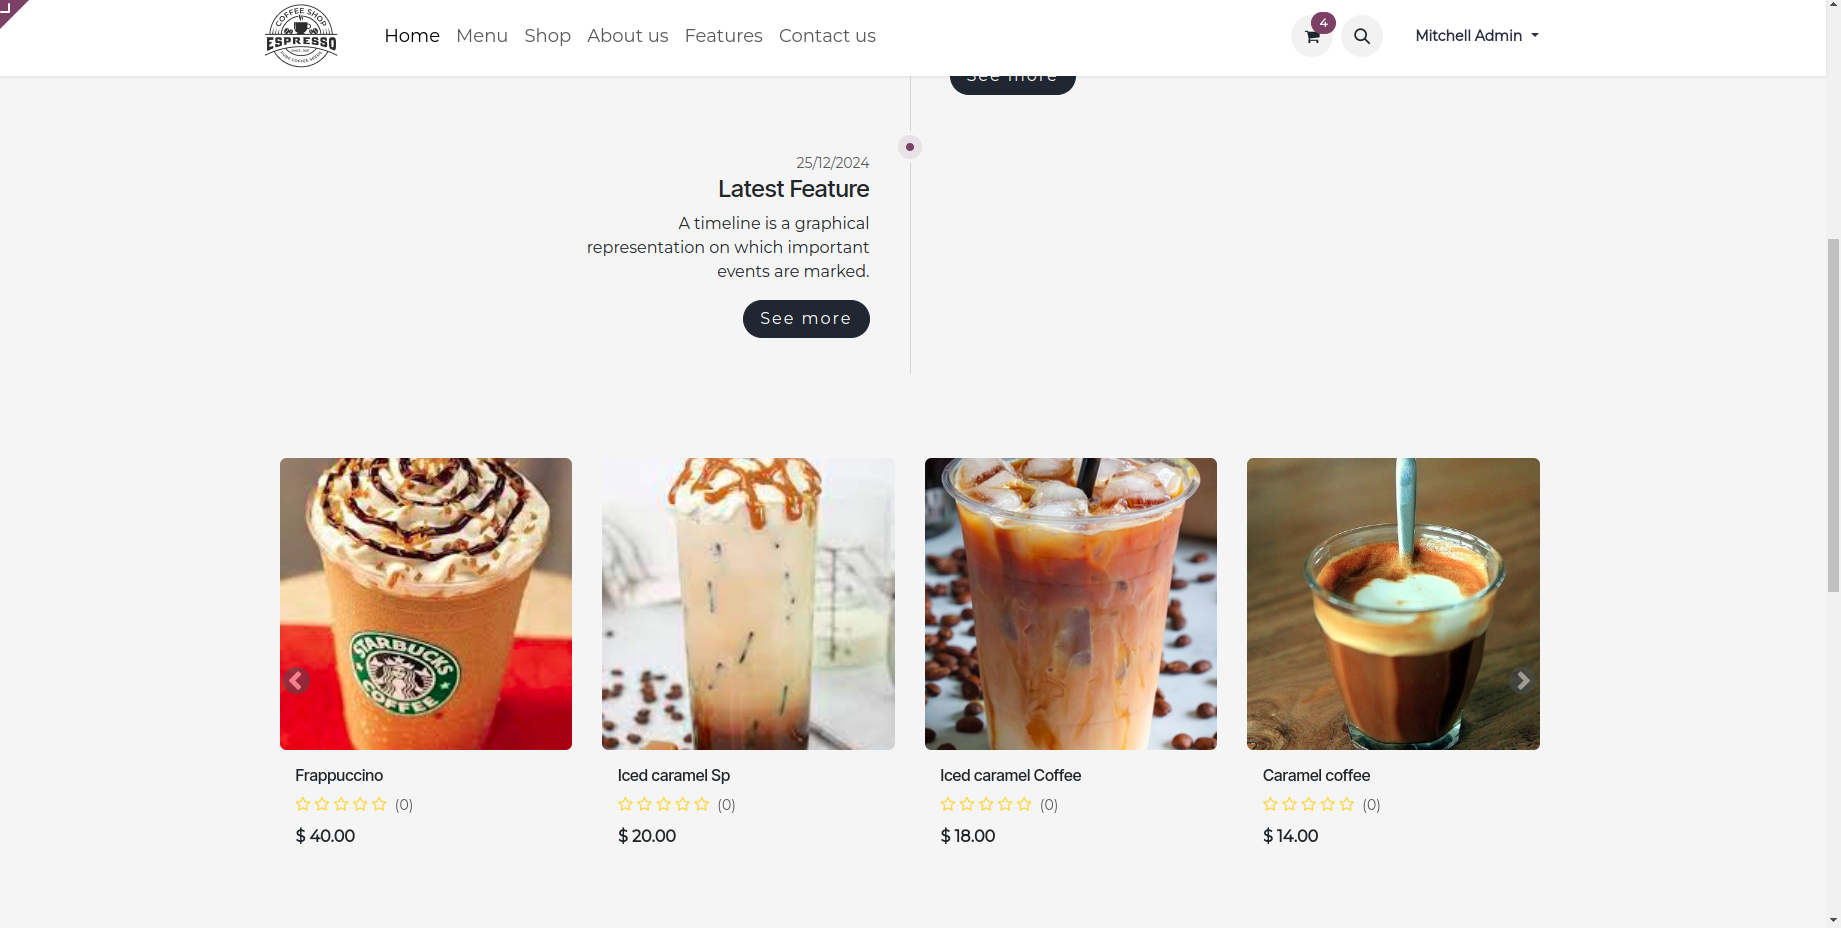 COFFEE SHOP
ESPRESSO
Home
Menu
Shop
About us
Features
Contact us
4
Mitchell Admin
See more
25/12/2024
Latest Feature
A timeline is a graphical
representation on which important
events are marked.
See more
STARBUCKS
COFFEE
Frappuccino
(0)
$ 40.00
Iced caramel Sp
(0)
$ 20.00
Iced caramel Coffee
(0)
$ 18.00
Caramel coffee
(0)
$ 14.00